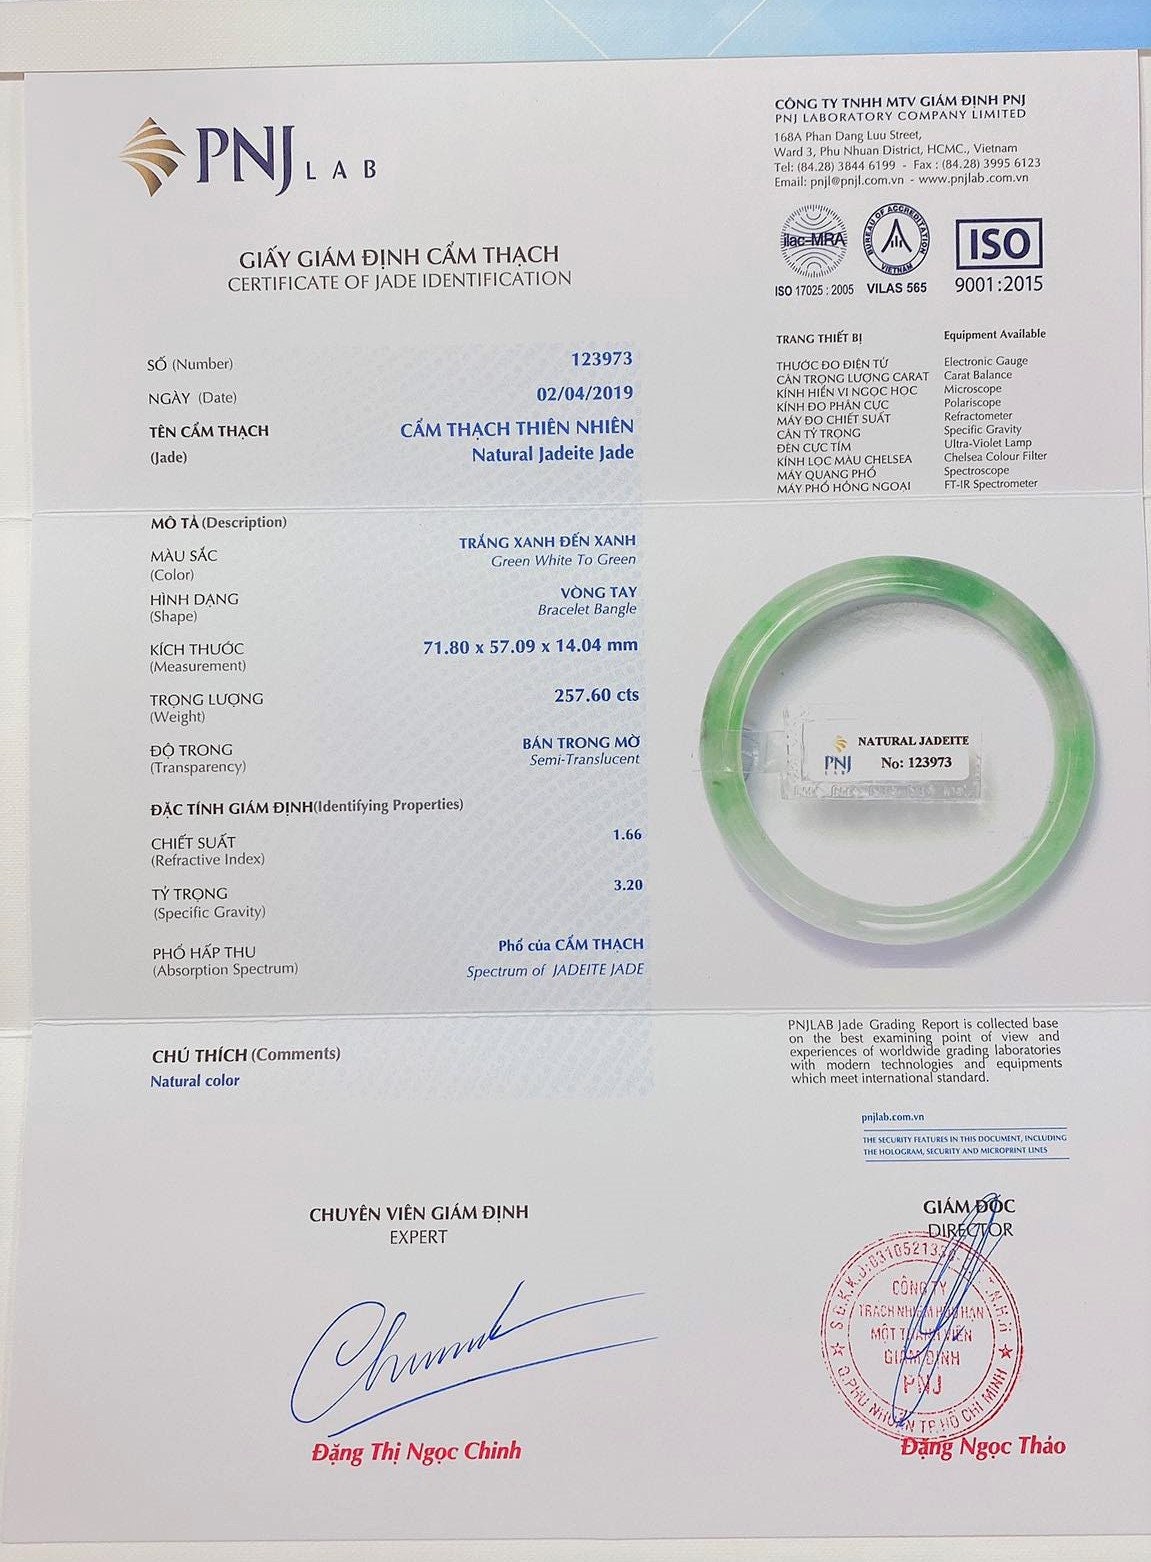 PNJ LAB
CÔNG TY TNHH MTV GIÁM ĐỊNH PNJ
PNJ LABORATORY COMPANY LIMITED
168A Phan Dang Luu Street,
Ward 3, Phu Nhuan District, HCMC., Vietnam
Tel: (84.28) 3844 6199 - Fax : (84.28) 3995 6123
Email: pnjl@pnjl.com.vn - www.pnjlab.com.vn
ilac-MRA
BUREAU OF ACCREDITATION
VIETNAM
ISO
ISO 17025 : 2005
VILAS 565
9001:2015
GIẤY GIÁM ĐỊNH CẨM THẠCH
CERTIFICATE OF JADE IDENTIFICATION
SỐ (Number) 123973
NGÀY (Date) 02/04/2019
TÊN CẨM THẠCH CẨM THẠCH THIÊN NHIÊN
(Jade) Natural Jadeite Jade
TRANG THIẾT BỊ Equipment Available
THƯỚC ĐO ĐIỆN TỬ Electronic Gauge
CÂN TRỌNG LƯỢNG CARAT Carat Balance
KÍNH HIỂN VI NGỌC HỌC Microscope
KÍNH ĐO PHÂN CỰC Polariscope
MÁY ĐO CHIẾT SUẤT Refractometer
CÂN TỶ TRỌNG Specific Gravity
ĐÈN CỰC TÍM Ultra-Violet Lamp
KÍNH LỌC MÀU CHELSEA Chelsea Colour Filter
MÁY QUANG PHỔ Spectroscope
MÁY PHỔ HỒNG NGOẠI FT-IR Spectrometer
MÔ TẢ (Description)
MÀU SẮC TRẮNG XANH ĐẾN XANH
(Color) Green White To Green
HÌNH DẠNG VÒNG TAY
(Shape) Bracelet Bangle
KÍCH THƯỚC 71.80 x 57.09 x 14.04 mm
(Measurement)
TRỌNG LƯỢNG 257.60 cts
(Weight)
ĐỘ TRONG BÁN TRONG MỜ
(Transparency) Semi-Translucent
ĐẶC TÍNH GIÁM ĐỊNH(Identifying Properties)
CHIẾT SUẤT 1.66
(Refractive Index)
TỶ TRỌNG 3.20
(Specific Gravity)
PHỔ HẤP THU Phổ của CẨM THẠCH
(Absorption Spectrum) Spectrum of JADEITE JADE
PNJ LAB
NATURAL JADEITE
No: 123973
CHÚ THÍCH (Comments)
Natural color
PNJLAB Jade Grading Report is collected base
on the best examining point of view and
experiences of worldwide grading laboratories
with modern technologies and equipments
which meet international standard.
pnjlab.com.vn
THE SECURITY FEATURES IN THIS DOCUMENT, INCLUDING
THE HOLOGRAM, SECURITY AND MICROPRINT LINES
CHUYÊN VIÊN GIÁM ĐỊNH
EXPERT
Đặng Thị Ngọc Chinh
GIÁM ĐỐC
DIRECTOR
CÔNG TY
TRÁCH NHIỆM HỮU HẠN
MỘT THÀNH VIÊN
GIÁM ĐỊNH
PNJ
Q.PHÚ NHUẬN TP.HỒ CHÍ MINH
Đặng Ngọc Thảo